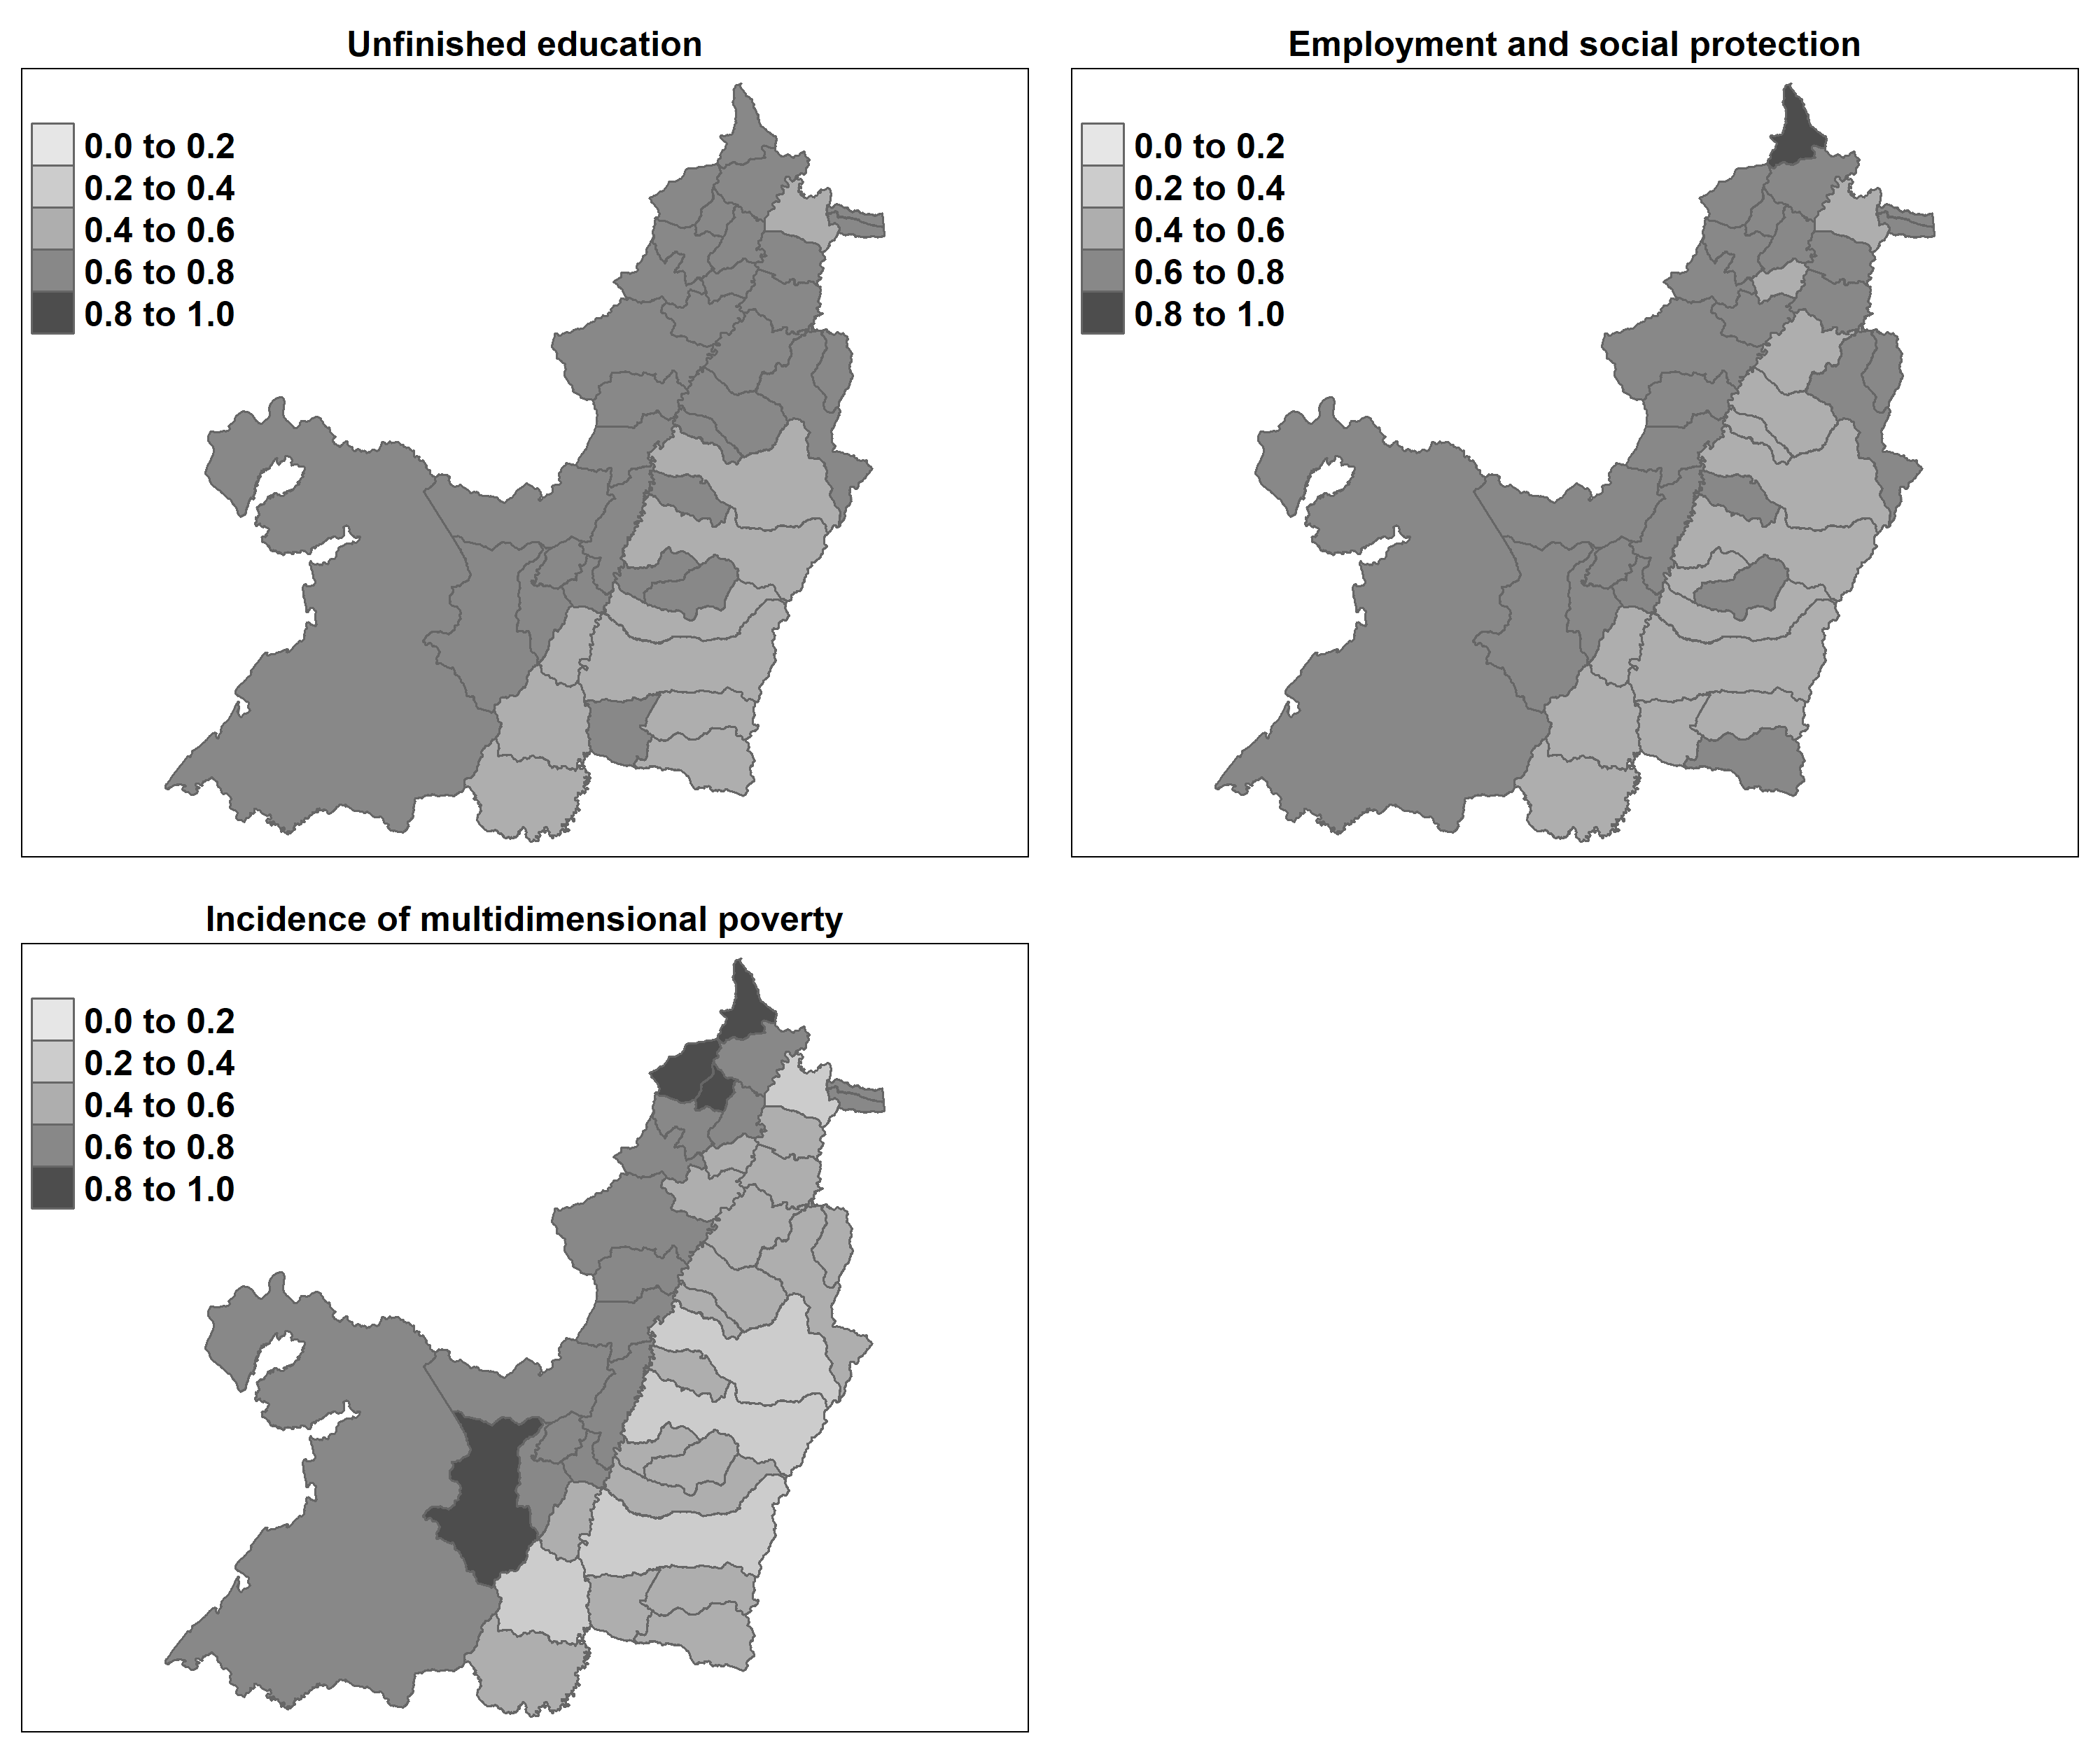 Unfinished education
0.0 to 0.2
0.2 to 0.4
0.4 to 0.6
0.6 to 0.8
0.8 to 1.0
Employment and social protection
0.0 to 0.2
0.2 to 0.4
0.4 to 0.6
0.6 to 0.8
0.8 to 1.0
Incidence of multidimensional poverty
0.0 to 0.2
0.2 to 0.4
0.4 to 0.6
0.6 to 0.8
0.8 to 1.0